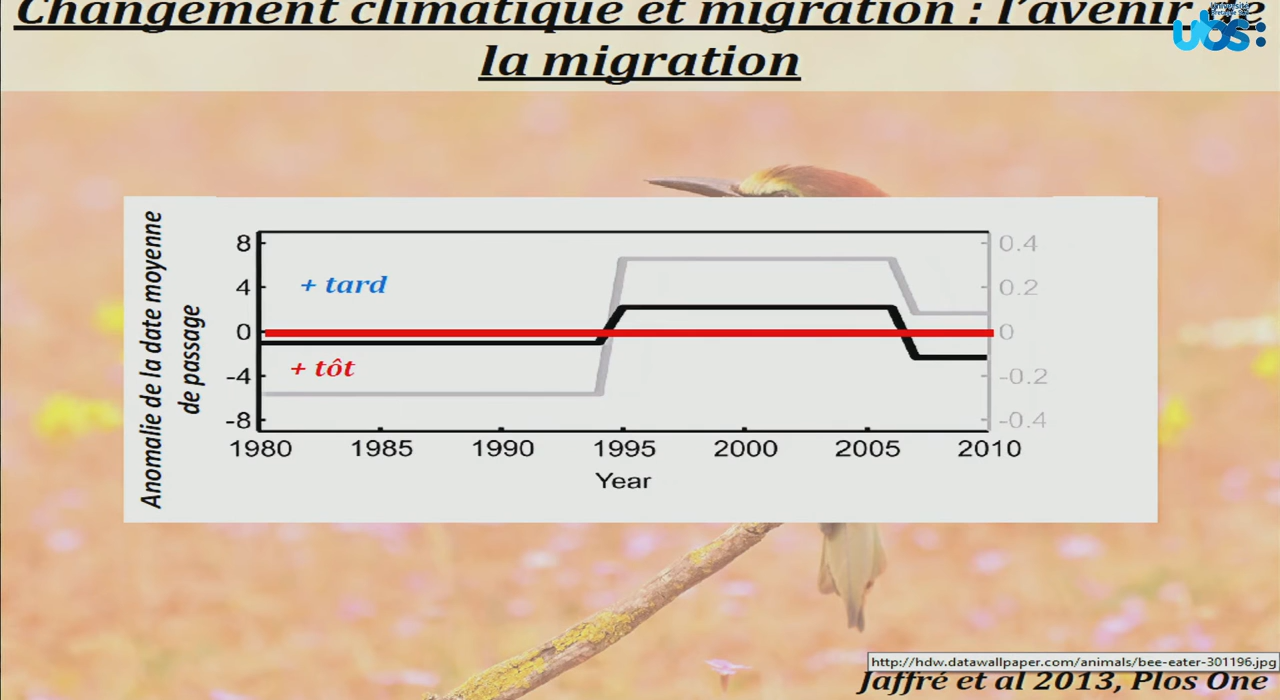 Changement climatique et migration : l'avenir de
la migration
ubs:
Anomalie de la date moyenne
de passage
8
4
0
-4
-8
+ tard
+ tôt
0.4
0.2
0
-0.2
-0.4
1980 1985 1990 1995 2000 2005 2010
Year
http://hdw.datawallpaper.com/animals/bee-eater-301196.jpg
Jaffré et al 2013, Plos One